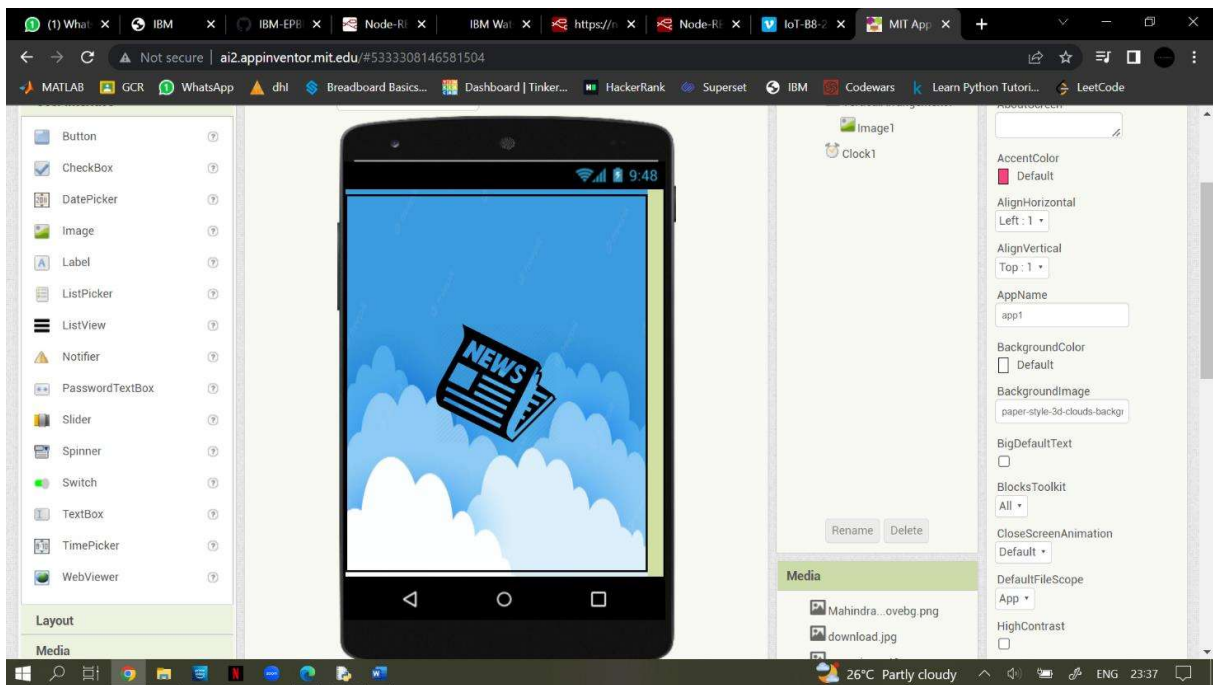 (1) What
IBM
IBM-EPB
Node-RE
IBM Wat
https://n
Node-RE
IoT-B8-2
MIT App
Not secure | ai2.appinventor.mit.edu/#5333308146581504
MATLAB
GCR
WhatsApp
dhl
Breadboard Basics...
Dashboard | Tinker...
HackerRank
Superset
IBM
Codewars
Learn Python Tutori...
LeetCode
Button
CheckBox
DatePicker
Image
Label
ListPicker
ListView
Notifier
PasswordTextBox
Slider
Spinner
Switch
TextBox
TimePicker
WebViewer
Layout
Media
9:48
NEWS
Image1
Clock1
Rename
Delete
Media
Mahindra...ovebg.png
download.jpg
AccentColor
Default
AlignHorizontal
Left : 1
AlignVertical
Top : 1
AppName
app1
BackgroundColor
Default
BackgroundImage
paper-style-3d-clouds-backgr
BigDefaultText
BlocksToolkit
All
CloseScreenAnimation
Default
DefaultFileScope
App
HighContrast
26°C Partly cloudy
ENG
23:37